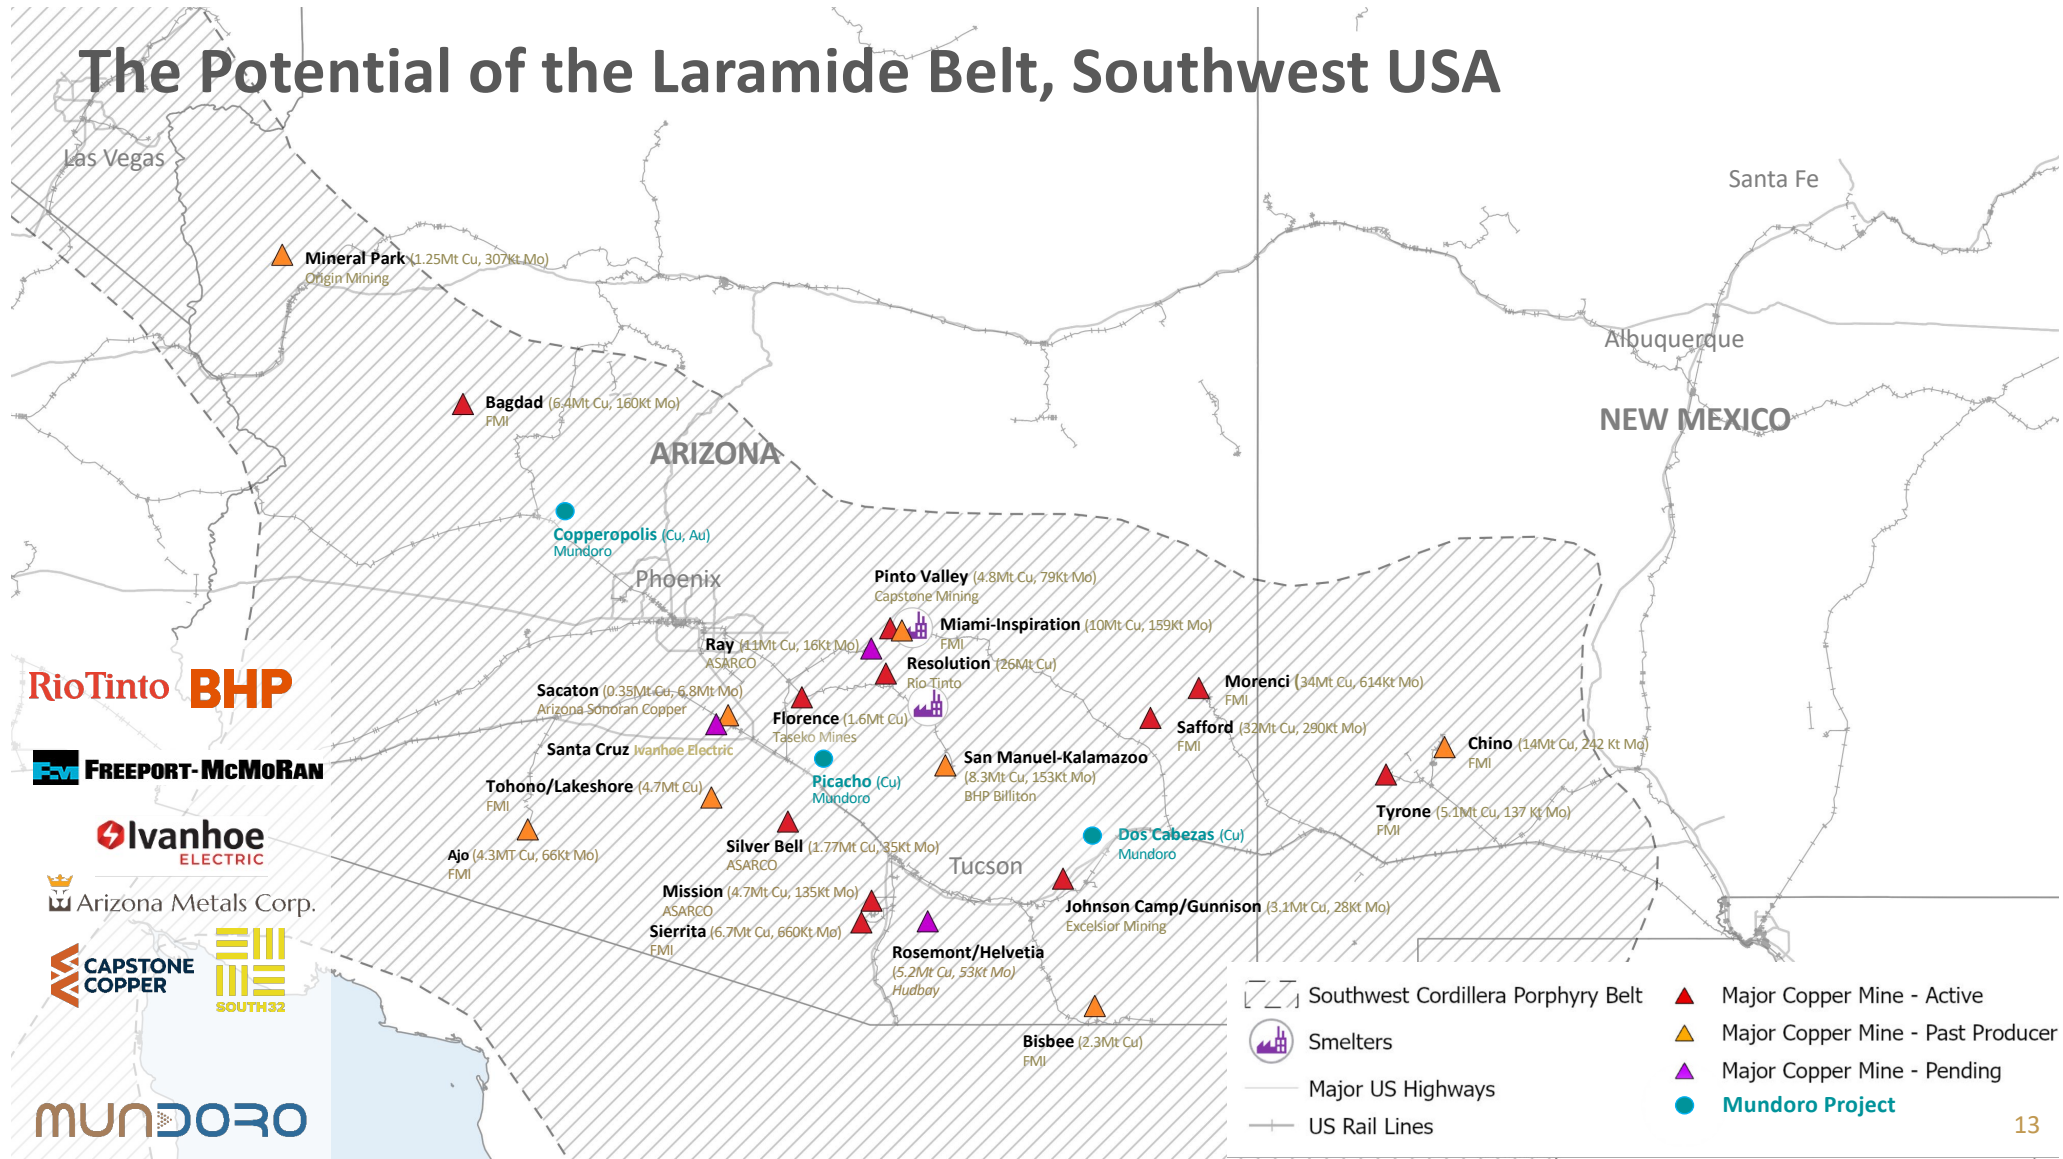 The Potential of the Laramide Belt, Southwest USA
Las Vegas
Santa Fe
Mineral Park (1.25Mt Cu, 307Kt Mo)
Origin Mining
Albuquerque
Bagdad (6.4Mt Cu, 160Kt Mo)
FMI
NEW MEXICO
ARIZONA
Copperopolis (Cu, Au)
Mundoro
Phoenix
Pinto Valley (4.8Mt Cu, 79Kt Mo)
Capstone Mining
Miami-Inspiration (10Mt Cu, 159Kt Mo)
FMI
Ray (11Mt Cu, 16Kt Mo)
ASARCO
Resolution (26Mt Cu)
Rio Tinto
Sacaton (0.35Mt Cu, 6.8Mt Mo)
Arizona Sonoran Copper
Morenci (34Mt Cu, 614Kt Mo)
FMI
Florence (1.6Mt Cu)
Taseko Mines
Safford (32Mt Cu, 290Kt Mo)
FMI
Santa Cruz Ivanhoe Electric
Chino (14Mt Cu, 242 Kt Mo)
FMI
San Manuel-Kalamazoo
(8.3Mt Cu, 153Kt Mo)
BHP Billiton
Picacho (Cu)
Mundoro
Tohono/Lakeshore (4.7Mt Cu)
FMI
Tyrone (5.1Mt Cu, 137 Kt Mo)
FMI
Dos Cabezas (Cu)
Mundoro
Silver Bell (1.77Mt Cu, 35Kt Mo)
ASARCO
Ajo (4.3MT Cu, 66Kt Mo)
FMI
Tucson
Mission (4.7Mt Cu, 135Kt Mo)
ASARCO
Johnson Camp/Gunnison (3.1Mt Cu, 28Kt Mo)
Excelsior Mining
Sierrita (6.7Mt Cu, 660Kt Mo)
FMI
Rosemont/Helvetia
(5.2Mt Cu, 53Kt Mo)
Hudbay
Bisbee (2.3Mt Cu)
FMI
RioTinto BHP
FCX FREEPORT-McMoRAN
Ivanhoe
ELECTRIC
Arizona Metals Corp.
CAPSTONE
COPPER
SOUTH32
MUNDORO
Southwest Cordillera Porphyry Belt
Smelters
Major US Highways
US Rail Lines
Major Copper Mine - Active
Major Copper Mine - Past Producer
Major Copper Mine - Pending
Mundoro Project
13